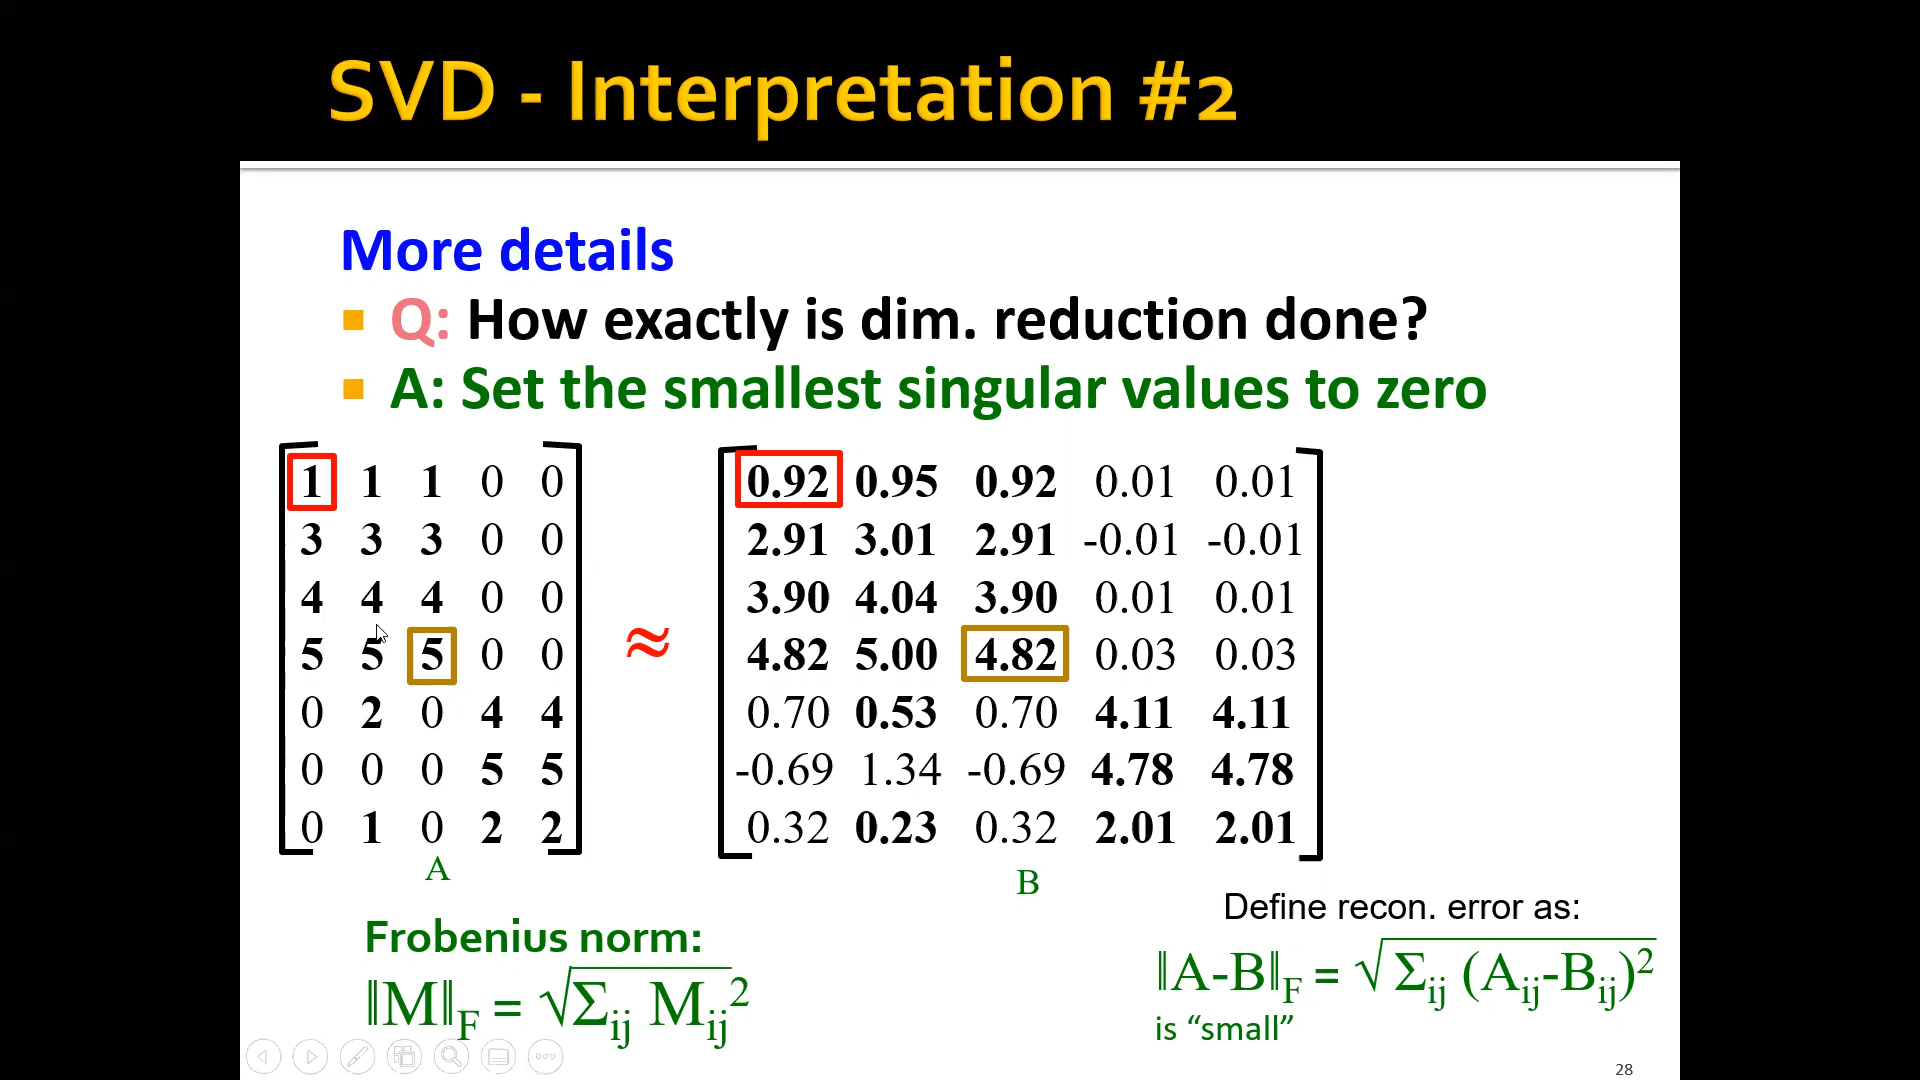 SVD - Interpretation #2
More details
Q: How exactly is dim. reduction done?
A: Set the smallest singular values to zero
1 1 1 0 0
3 3 3 0 0
4 4 4 0 0
5 5 5 0 0
0 2 0 4 4
0 0 0 5 5
0 1 0 2 2
A
≈
0.92 0.95 0.92 0.01 0.01
2.91 3.01 2.91 -0.01 -0.01
3.90 4.04 3.90 0.01 0.01
4.82 5.00 4.82 0.03 0.03
0.70 0.53 0.70 4.11 4.11
-0.69 1.34 -0.69 4.78 4.78
0.32 0.23 0.32 2.01 2.01
B
Frobenius norm:
‖M‖F = √Σij Mij²
Define recon. error as:
‖A-B‖F = √ Σij (Aij-Bij)²
is “small”
28